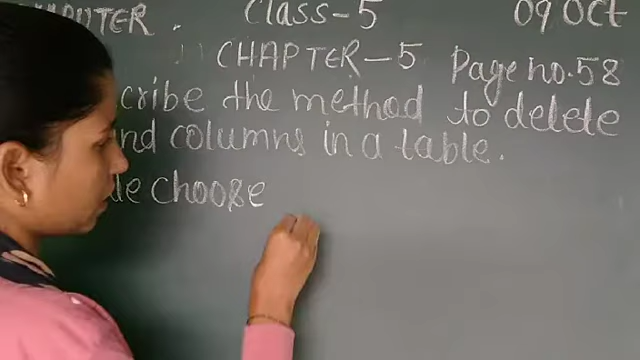 Class-5
09 Oct
CHAPTER-5
Page no.58
the method to delete
columns in a table.
choose